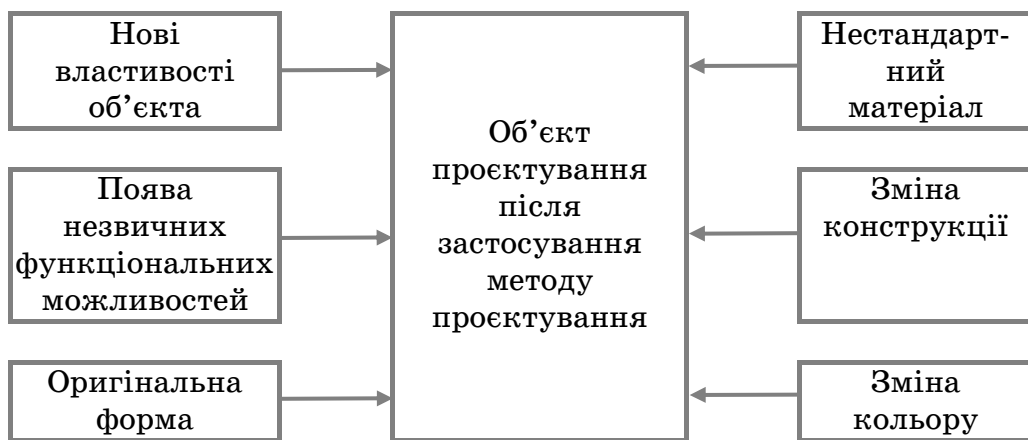 Нові
властивості
об’єкта
Поява
незвичних
функціональних
можливостей
Оригінальна
форма
Об’єкт
проєктування
після
застосування
методу
проєктування
Нестандарт-
ний
матеріал
Зміна
конструкції
Зміна
кольору